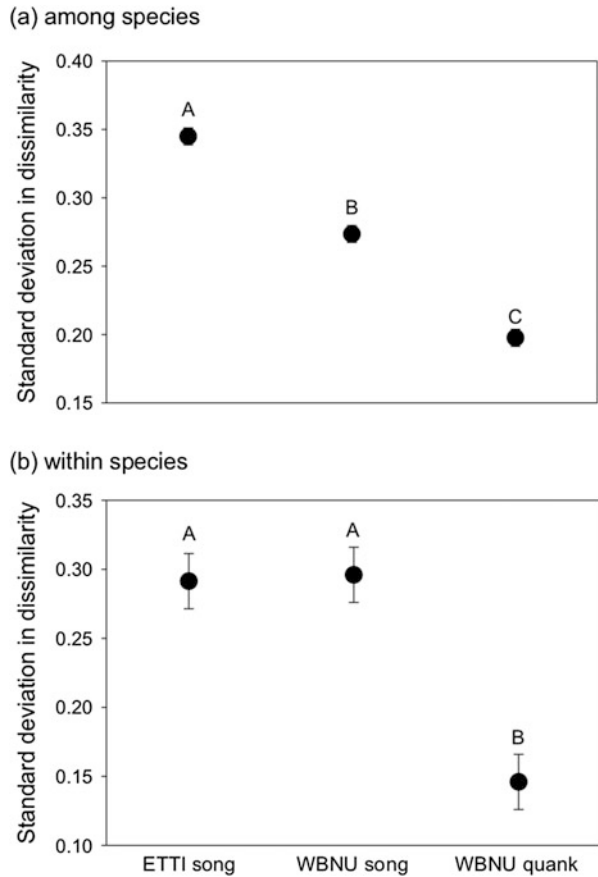 (a) among species
Standard deviation in dissimilarity
0.40
0.35
0.30
0.25
0.20
0.15
A
B
C
(b) within species
Standard deviation in dissimilarity
0.35
0.30
0.25
0.20
0.15
0.10
A
A
B
ETTI song WBNU song WBNU quank